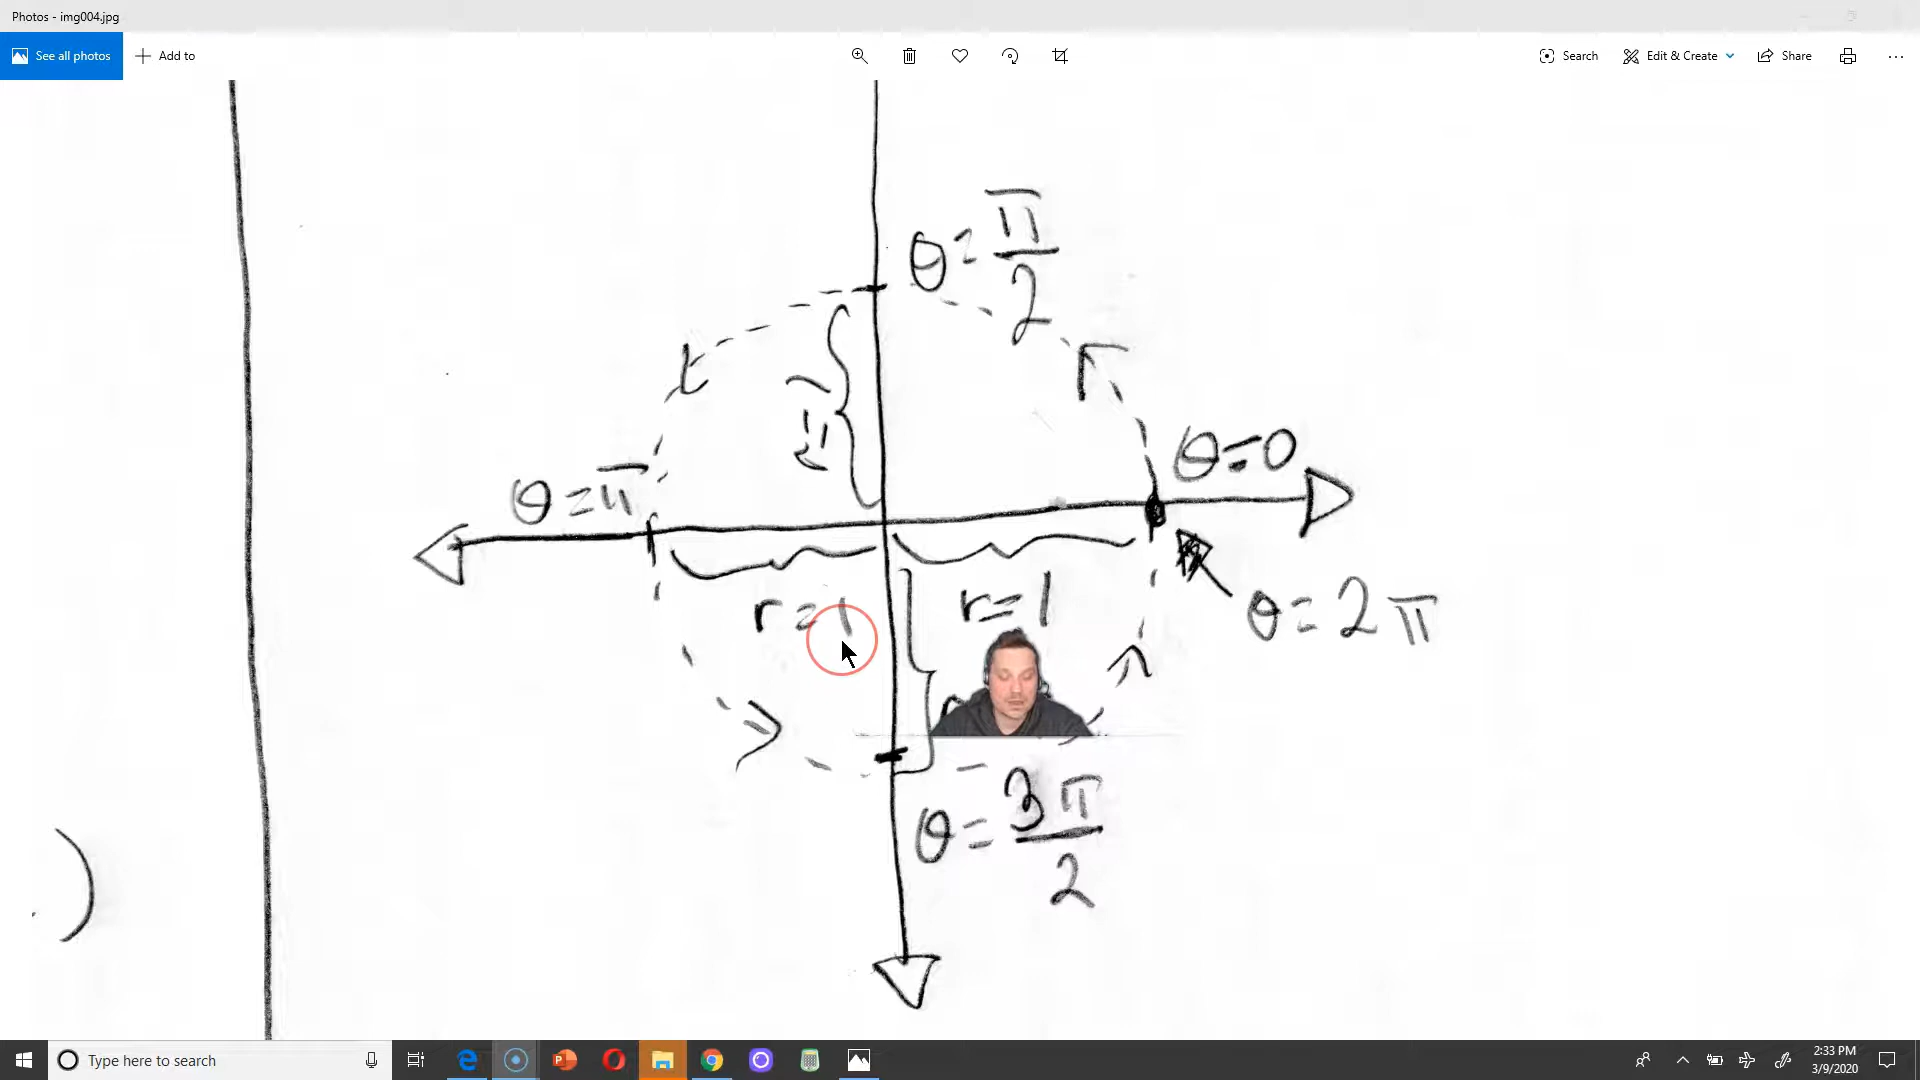 Photos - img004.jpg
See all photos
Add to
Search
Edit & Create
Share
θ = π/2
r=1
θ=0
θ=π
r=1
r=1
θ=2π
θ=3π/2
Type here to search
2:33 PM
3/9/2020